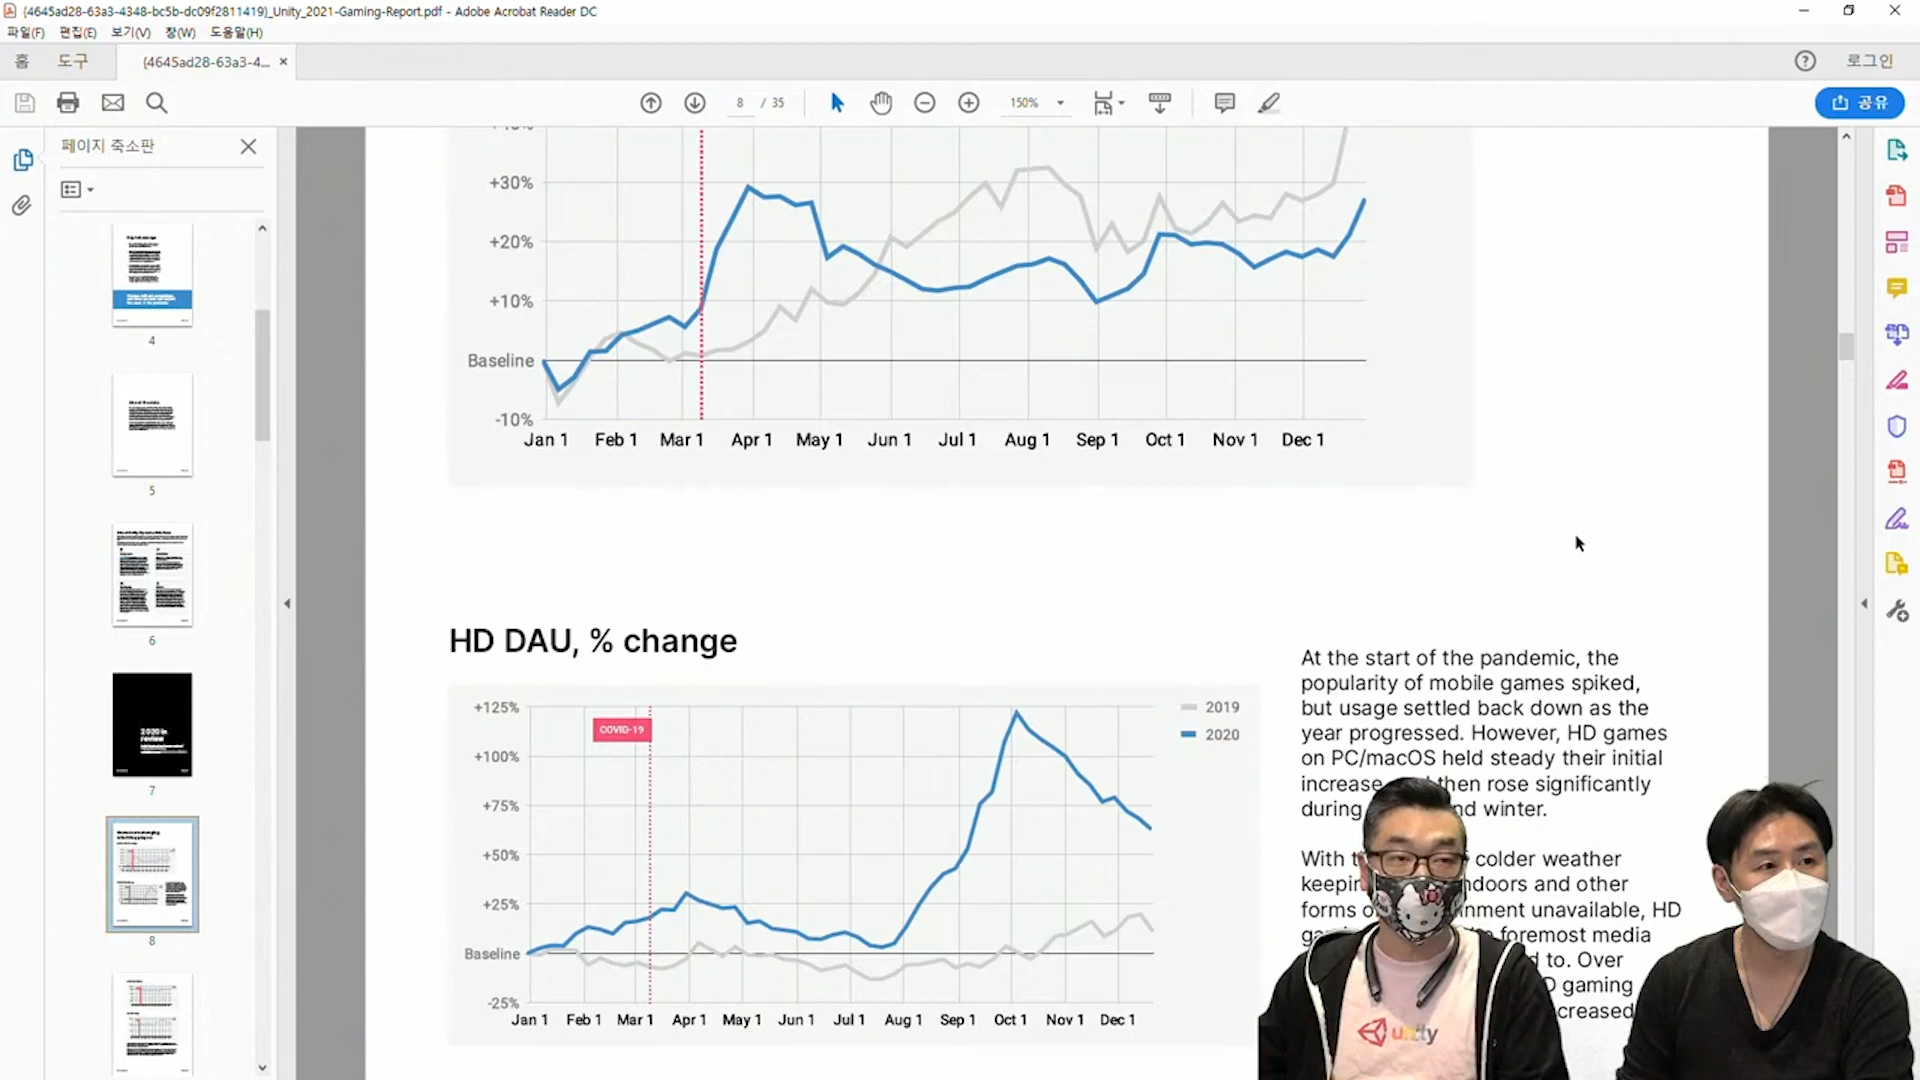 {4645ad28-63a3-4348-bc5b-dc09f2811419}_Unity_2021-Gaming-Report.pdf - Adobe Acrobat Reader DC
파일(F) 편집(E) 보기(V) 창(W) 도움말(H)
홈 도구 {4645ad28-63a3-4... ×
로그인
8 / 35
150%
공유
페이지 축소판
4
5
6
2020 in
review
7
8
+30%
+20%
+10%
Baseline
-10%
Jan 1 Feb 1 Mar 1 Apr 1 May 1 Jun 1 Jul 1 Aug 1 Sep 1 Oct 1 Nov 1 Dec 1
HD DAU, % change
+125%
+100%
+75%
+50%
+25%
Baseline
-25%
COVID-19
2019
2020
Jan 1 Feb 1 Mar 1 Apr 1 May 1 Jun 1 Jul 1 Aug 1 Sep 1 Oct 1 Nov 1 Dec 1
At the start of the pandemic, the
popularity of mobile games spiked,
but usage settled back down as the
year progressed. However, HD games
on PC/macOS held steady their initial
increase then rose significantly
during winter.
With colder weather
indoors and other
forms unavailable, HD
foremost media
to. Over
gaming
unity